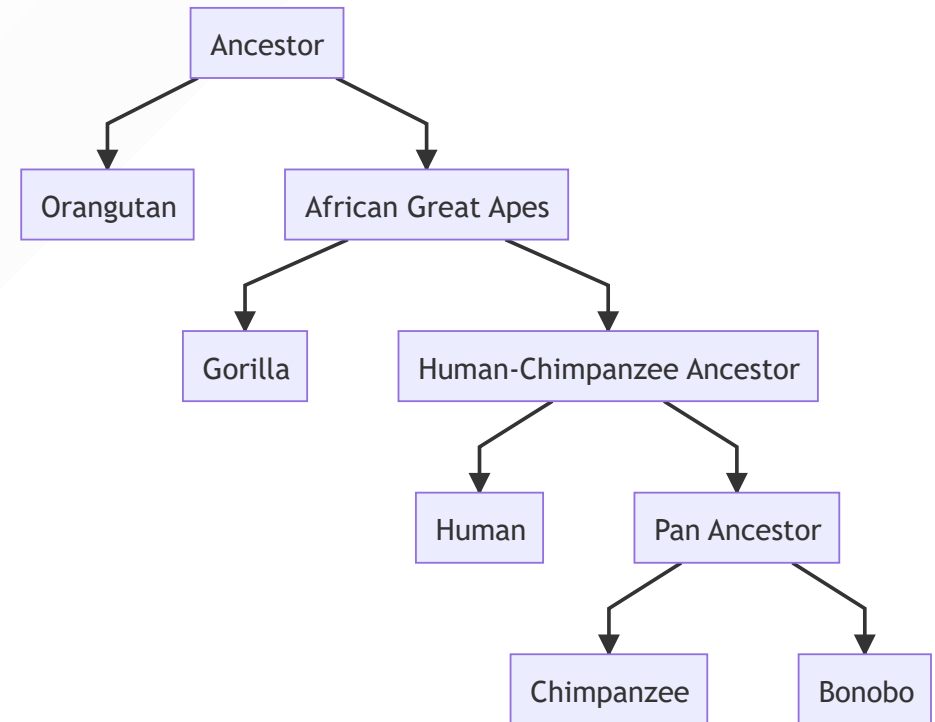 Ancestor
Orangutan
African Great Apes
Gorilla
Human-Chimpanzee Ancestor
Human
Pan Ancestor
Chimpanzee
Bonobo